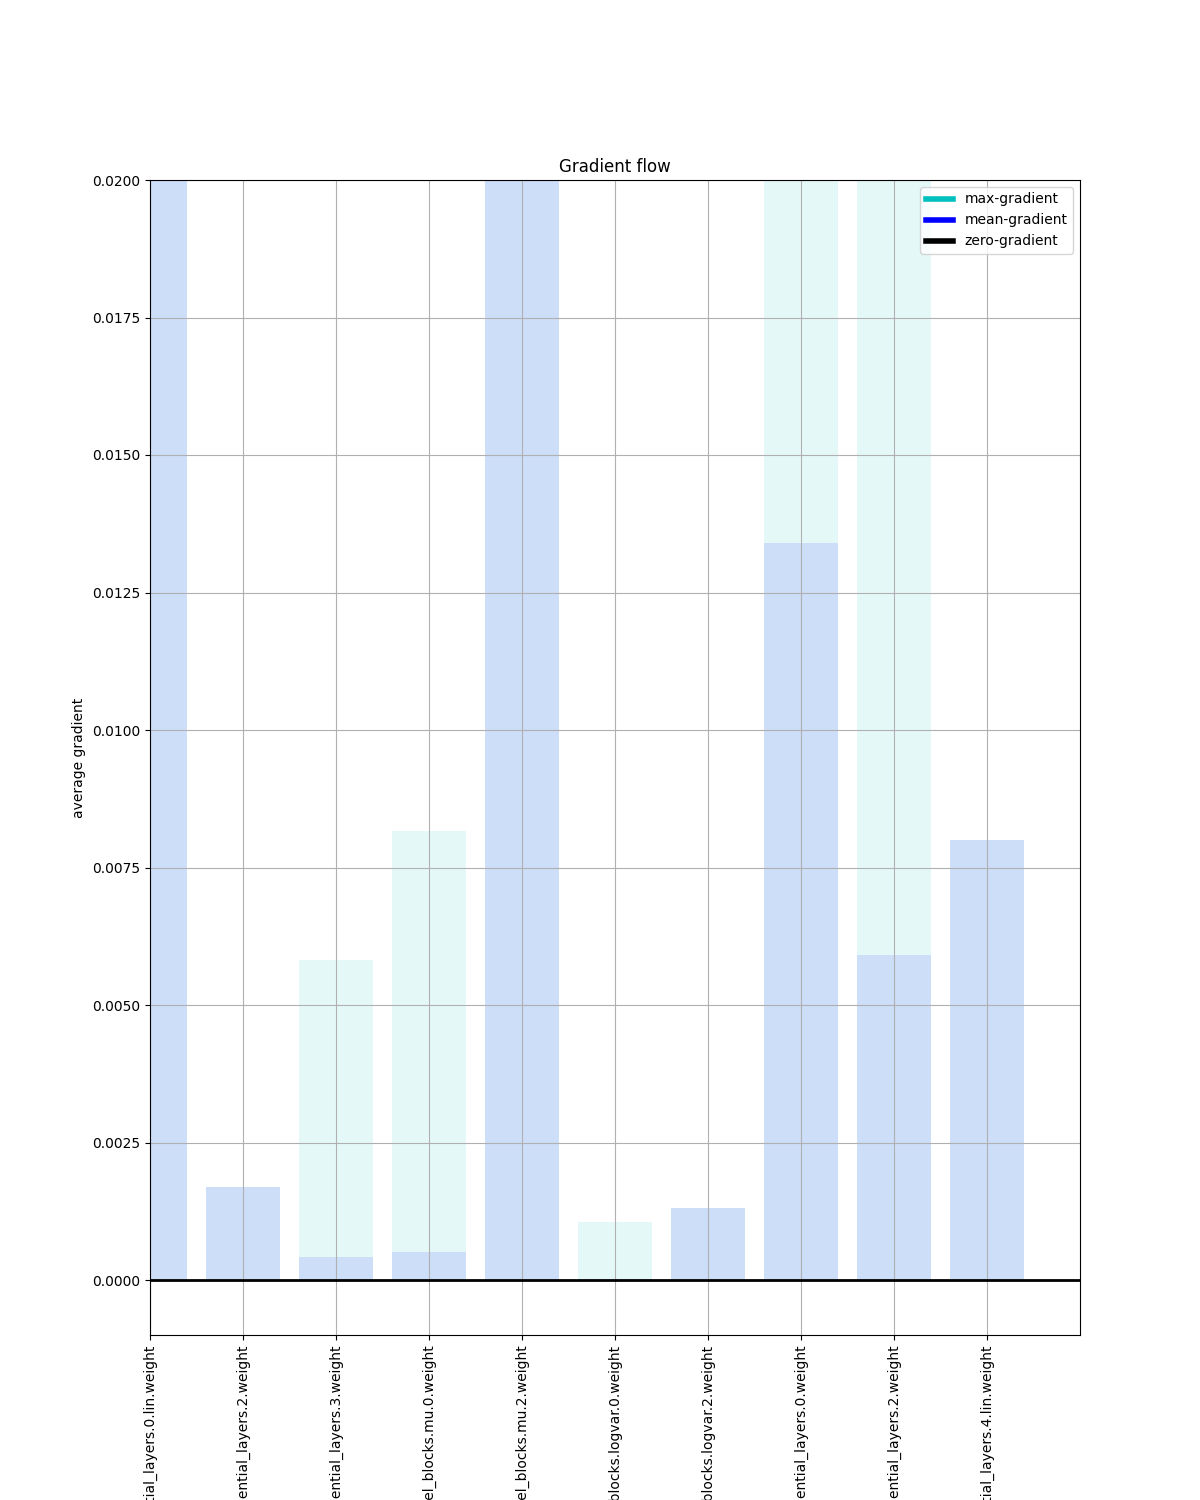 Gradient flow
max-gradient
mean-gradient
zero-gradient
average gradient
0.0200
0.0175
0.0150
0.0125
0.0100
0.0075
0.0050
0.0025
0.0000
tial_layers.0.lin.weight
ential_layers.2.weight
ential_layers.3.weight
el_blocks.mu.0.weight
el_blocks.mu.2.weight
blocks.logvar.0.weight
blocks.logvar.2.weight
ential_layers.0.weight
ential_layers.2.weight
tial_layers.4.lin.weight